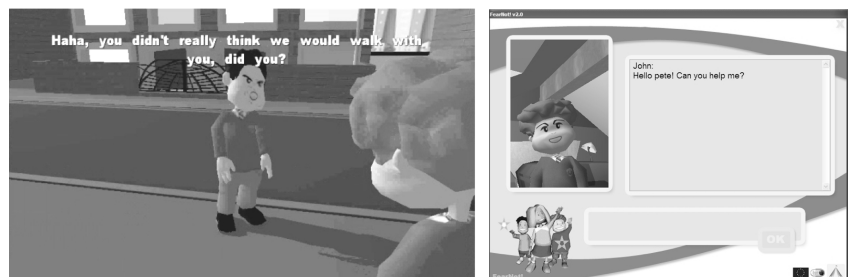 Haha, you didn't really think we would walk with
you, did you?
FearNot! v2.0
John:
Hello pete! Can you help me?
OK
FearNot!